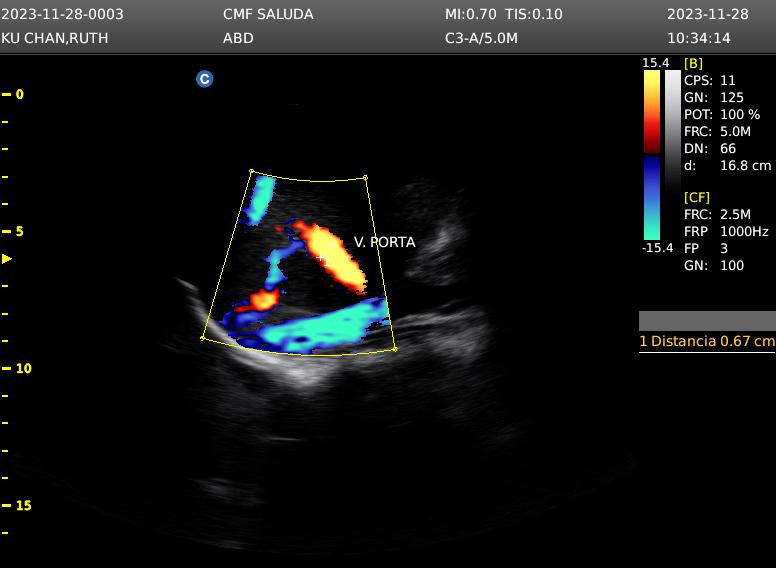 2023-11-28-0003 CMF SALUDA MI:0.70 TIS:0.10 2023-11-28
KU CHAN,RUTH ABD C3-A/5.0M 10:34:14
C
15.4 [B]
CPS: 11
GN: 125
POT: 100 %
FRC: 5.0M
DN: 66
d: 16.8 cm
[CF]
FRC: 2.5M
FRP 1000Hz
-15.4 FP 3
GN: 100
0
5
10
15
V. PORTA
1
1 Distancia 0.67 cm